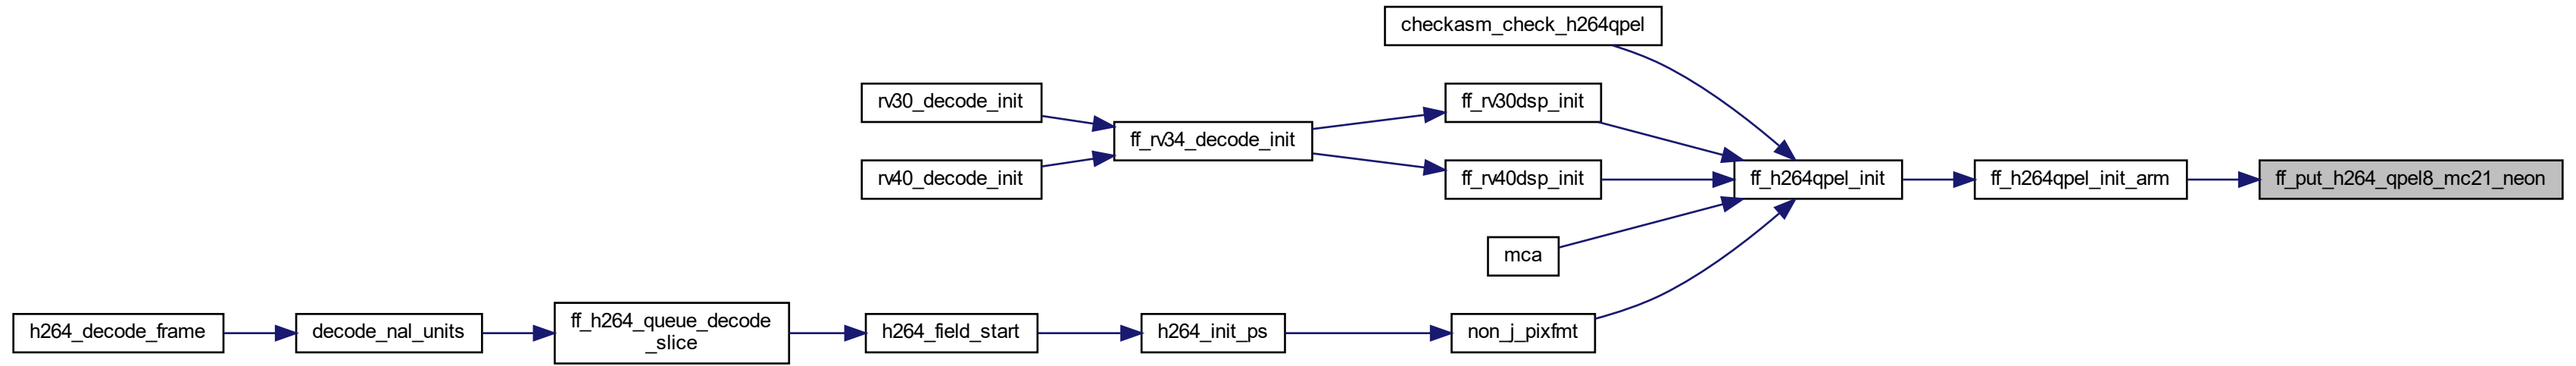 checkasm_check_h264qpel
rv30_decode_init
ff_rv30dsp_init
ff_rv34_decode_init
rv40_decode_init
ff_rv40dsp_init
ff_h264qpel_init
ff_h264qpel_init_arm
ff_put_h264_qpel8_mc21_neon
mca
h264_decode_frame
decode_nal_units
ff_h264_queue_decode
_slice
h264_field_start
h264_init_ps
non_j_pixfmt